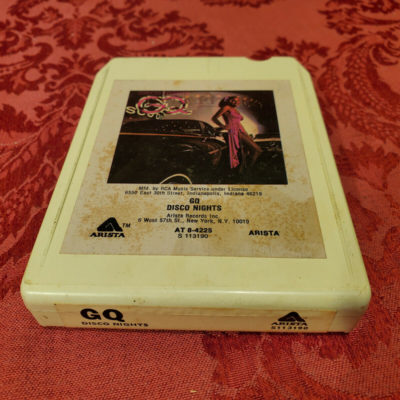 Mfd. by RCA Music Service under License
6550 East 30th Street, Indianapolis, Indiana 46219
GQ
DISCO NIGHTS
Arista Records Inc.
6 West 57th St., New York, N.Y. 10019
ARISTA™
AT 8-4225
S 113190
ARISTA
GQ
DISCO NIGHTS
ARISTA
S113190